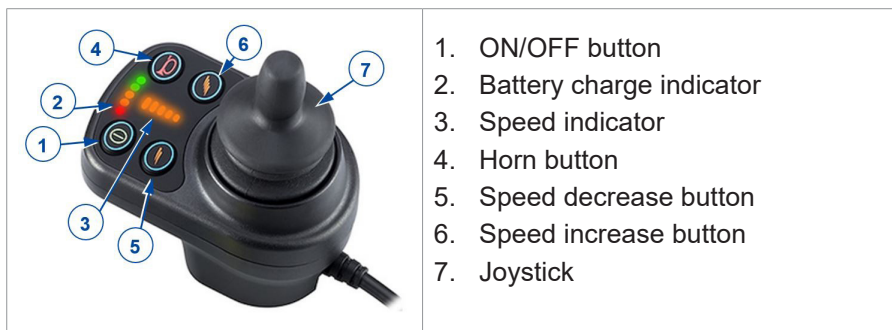 4
6
7
2
1
3
5
1. ON/OFF button
2. Battery charge indicator
3. Speed indicator
4. Horn button
5. Speed decrease button
6. Speed increase button
7. Joystick